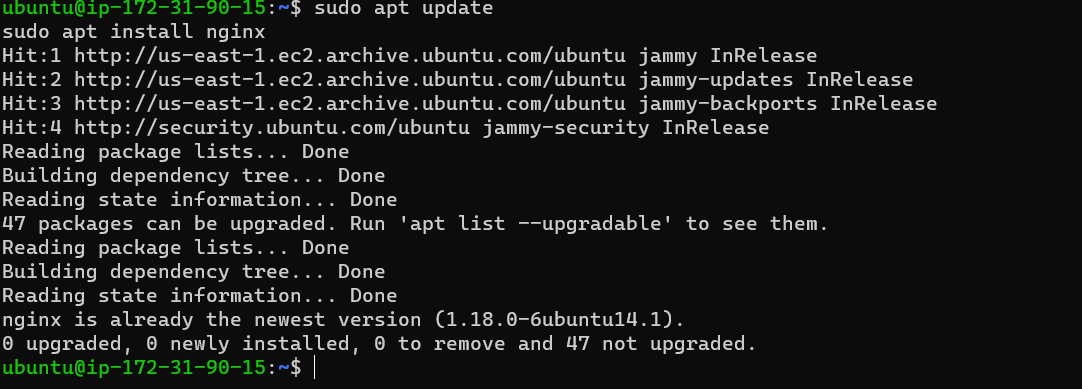 ubuntu@ip-172-31-90-15:~$ sudo apt update
sudo apt install nginx
Hit:1 http://us-east-1.ec2.archive.ubuntu.com/ubuntu jammy InRelease
Hit:2 http://us-east-1.ec2.archive.ubuntu.com/ubuntu jammy-updates InRelease
Hit:3 http://us-east-1.ec2.archive.ubuntu.com/ubuntu jammy-backports InRelease
Hit:4 http://security.ubuntu.com/ubuntu jammy-security InRelease
Reading package lists... Done
Building dependency tree... Done
Reading state information... Done
47 packages can be upgraded. Run 'apt list --upgradable' to see them.
Reading package lists... Done
Building dependency tree... Done
Reading state information... Done
nginx is already the newest version (1.18.0-6ubuntu14.1).
0 upgraded, 0 newly installed, 0 to remove and 47 not upgraded.
ubuntu@ip-172-31-90-15:~$